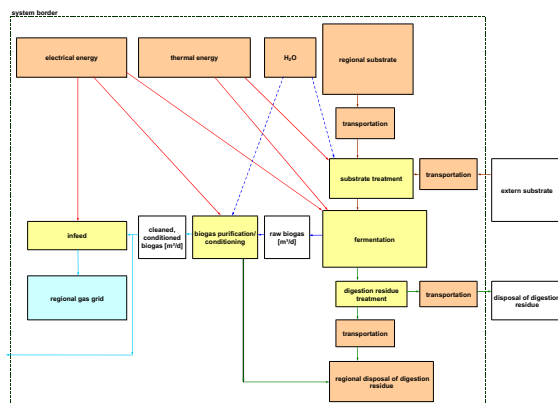 system border
electrical energy
thermal energy
H₂O
regional substrate
transportation
substrate treatment
transportation
extern substrate
infeed
cleaned,
conditioned
biogas [m³/d]
biogas purification/
conditioning
raw biogas
[m³/d]
fermentation
regional gas grid
digestion residue
treatment
transportation
disposal of digestion
residue
transportation
regional disposal of digestion
residue